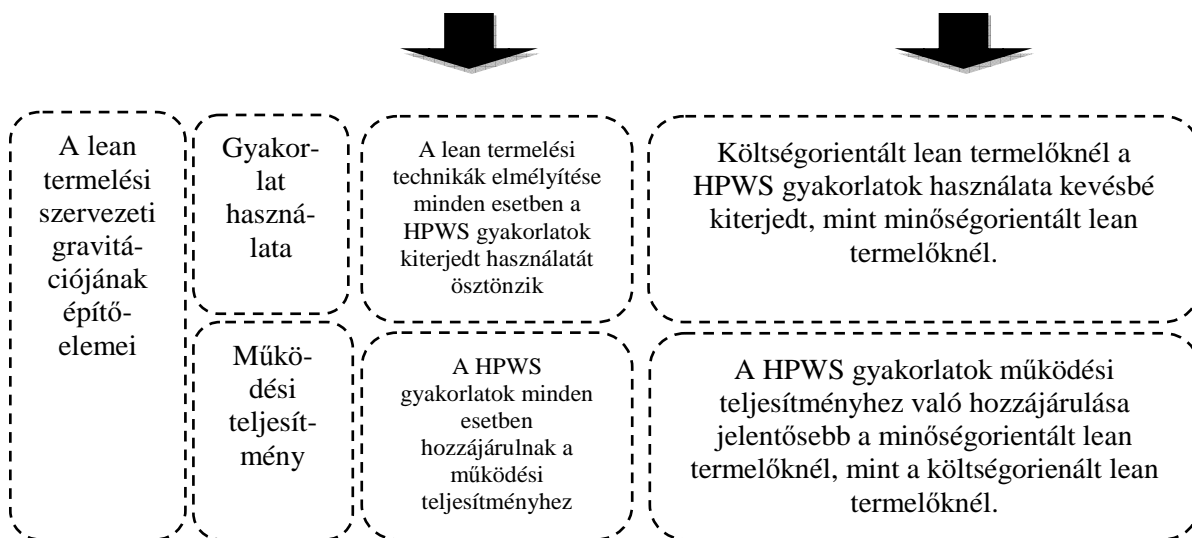 A lean
termelési
szervezeti
gravitá-
ciójának
építő-
elemei
Gyakor-
lat
haszná-
lata
A lean termelési
technikák elmélyítése
minden esetben a
HPWS gyakorlatok
kiterjedt használatát
ösztönzik
Költségorientált lean termelőknél a
HPWS gyakorlatok használata kevésbé
kiterjedt, mint minőségorientált lean
termelőknél.
Műkö-
dési
teljesít-
mény
A HPWS
gyakorlatok minden
esetben
hozzájárulnak a
működési
teljesítményhez
A HPWS gyakorlatok működési
teljesítményhez való hozzájárulása
jelentősebb a minőségorientált lean
termelőknél, mint a költségorienált lean
termelőknél.